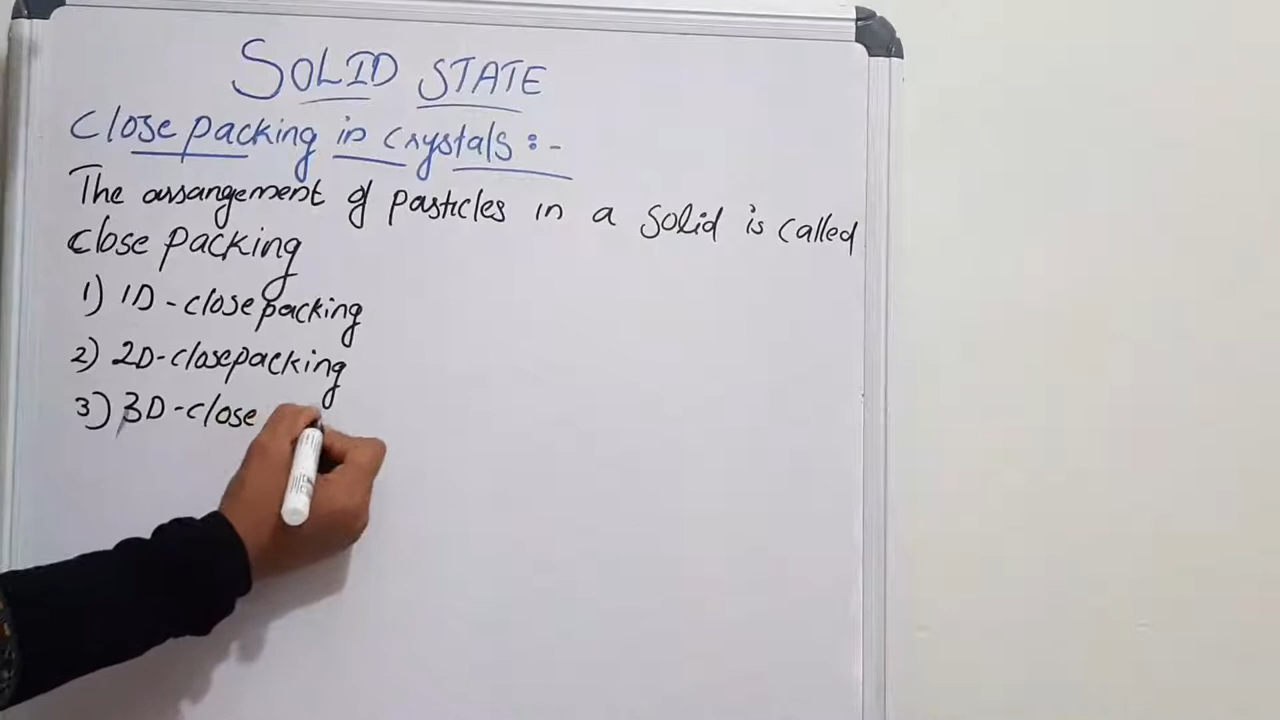 SOLID STATE
Close packing in Crystals :-
The arrangement of particles in a solid is called
close packing
1) 1D - close packing
2) 2D - closepacking
3) 3D - close